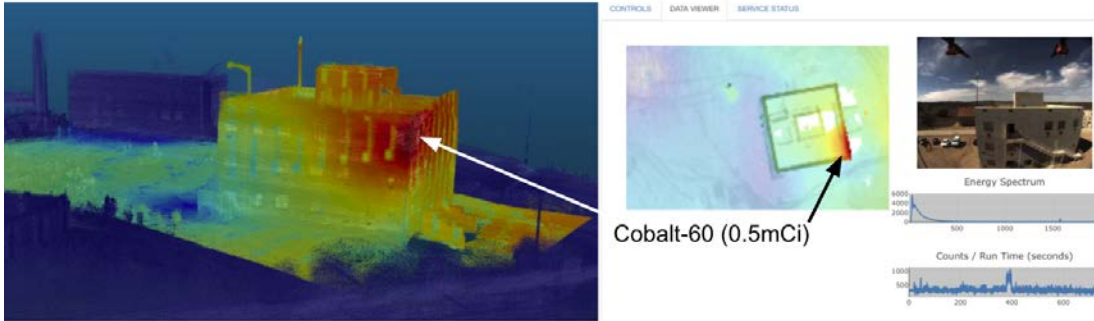 CONTROLS DATA VIEWER SERVICE STATUS
Cobalt-60 (0.5mCi)
Energy Spectrum
6000
4000
2000
0
500 1000 1500
Counts / Run Time (seconds)
1000
500
0
0 200 400 600